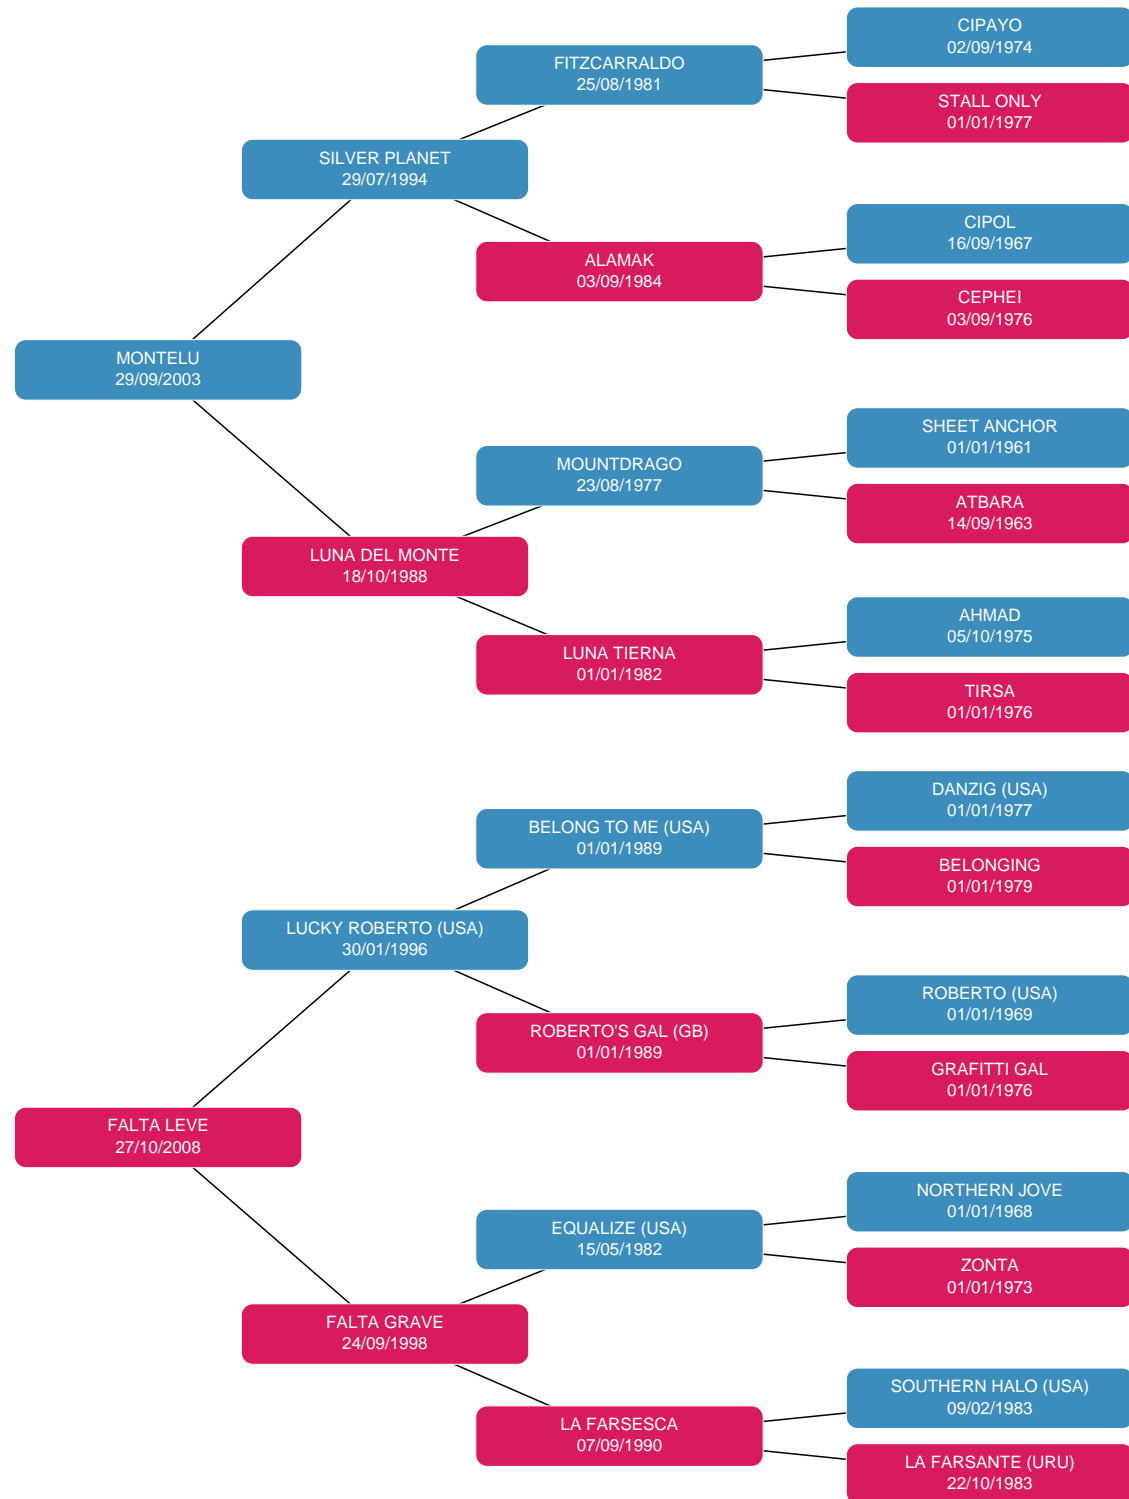 CIPAYO
02/09/1974
FITZCARRALDO
25/08/1981
STALL ONLY
01/01/1977
SILVER PLANET
29/07/1994
CIPOL
16/09/1967
ALAMAK
03/09/1984
CEPHEI
03/09/1976
MONTELU
29/09/2003
SHEET ANCHOR
01/01/1961
MOUNTDRAGO
23/08/1977
ATBARA
14/09/1963
LUNA DEL MONTE
18/10/1988
AHMAD
05/10/1975
LUNA TIERNA
01/01/1982
TIRSA
01/01/1976
DANZIG (USA)
01/01/1977
BELONG TO ME (USA)
01/01/1989
BELONGING
01/01/1979
LUCKY ROBERTO (USA)
30/01/1996
ROBERTO (USA)
01/01/1969
ROBERTO'S GAL (GB)
01/01/1989
GRAFITTI GAL
01/01/1976
FALTA LEVE
27/10/2008
NORTHERN JOVE
01/01/1968
EQUALIZE (USA)
15/05/1982
ZONTA
01/01/1973
FALTA GRAVE
24/09/1998
SOUTHERN HALO (USA)
09/02/1983
LA FARSESCA
07/09/1990
LA FARSANTE (URU)
22/10/1983